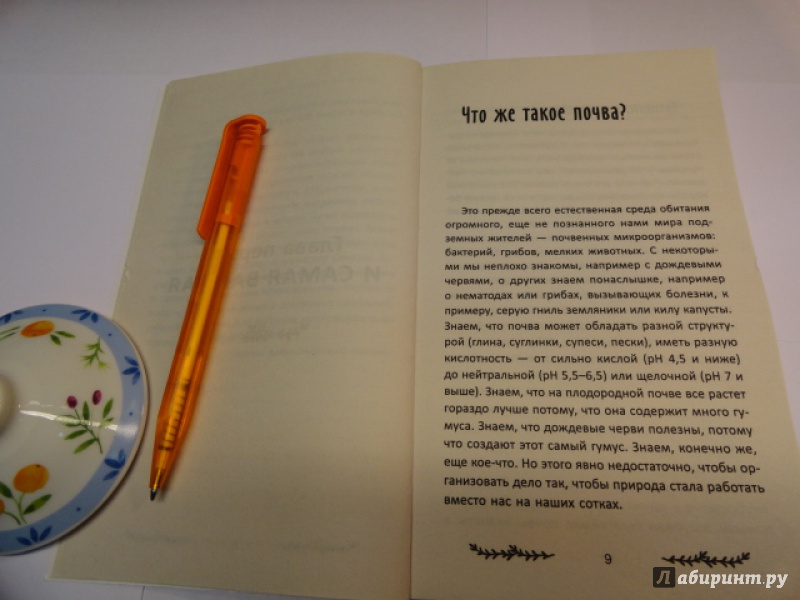 Что же такое почва?
Это прежде всего естественная среда обитания
огромного, еще не познанного нами мира под-
земных жителей — почвенных микроорганизмов:
бактерий, грибов, мелких животных. С некоторы-
ми мы неплохо знакомы, например с дождевыми
червями, о других знаем понаслышке, например
о нематодах или грибах, вызывающих болезни, к
примеру, серую гниль земляники или килу капусты.
Знаем, что почва может обладать разной структу-
рой (глина, суглинки, супеси, пески), иметь разную
кислотность — от сильно кислой (pH 4,5 и ниже)
до нейтральной (pH 5,5–6,5) или щелочной (pH 7 и
выше). Знаем, что на плодородной почве все растет
гораздо лучше потому, что она содержит много гу-
муса. Знаем, что дождевые черви полезны, потому
что создают этот самый гумус. Знаем, конечно же,
еще кое-что. Но этого явно недостаточно, чтобы ор-
ганизовать дело так, чтобы природа стала работать
вместо нас на наших сотках.
9
Лабиринт.ру